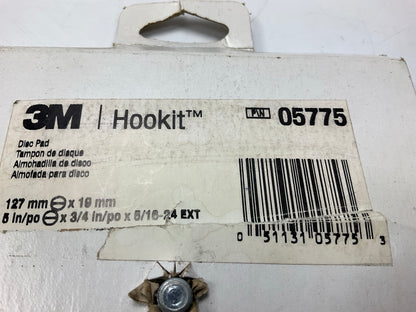 3M | Hookit™ P/N 05775
Disc Pad
Tampon de disque
Almohadilla de disco
Almofada para disco
127 mm ⊖ x 19 mm
5 in/po ⊖ x 3/4 in/po x 5/16-24 EXT
0 51131 05775 3